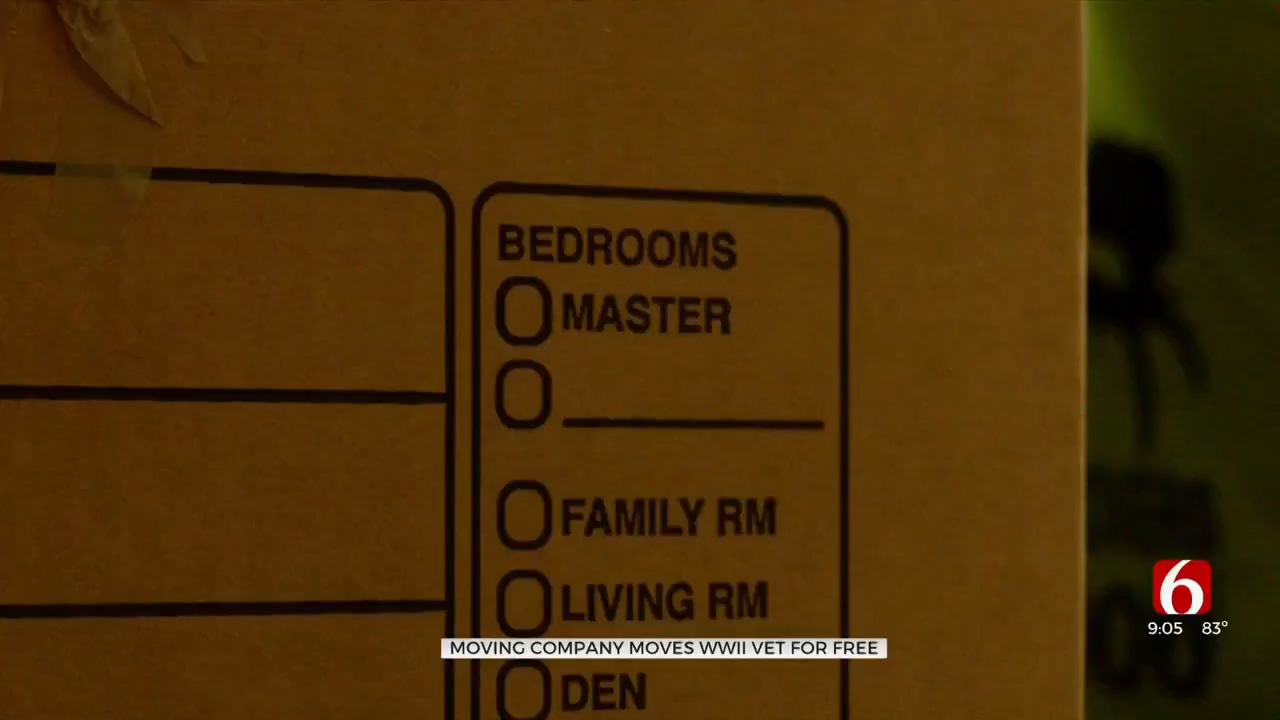 BEDROOMS
MASTER
FAMILY RM
LIVING RM
DEN
MOVING COMPANY MOVES WWII VET FOR FREE
6
9:05 83°